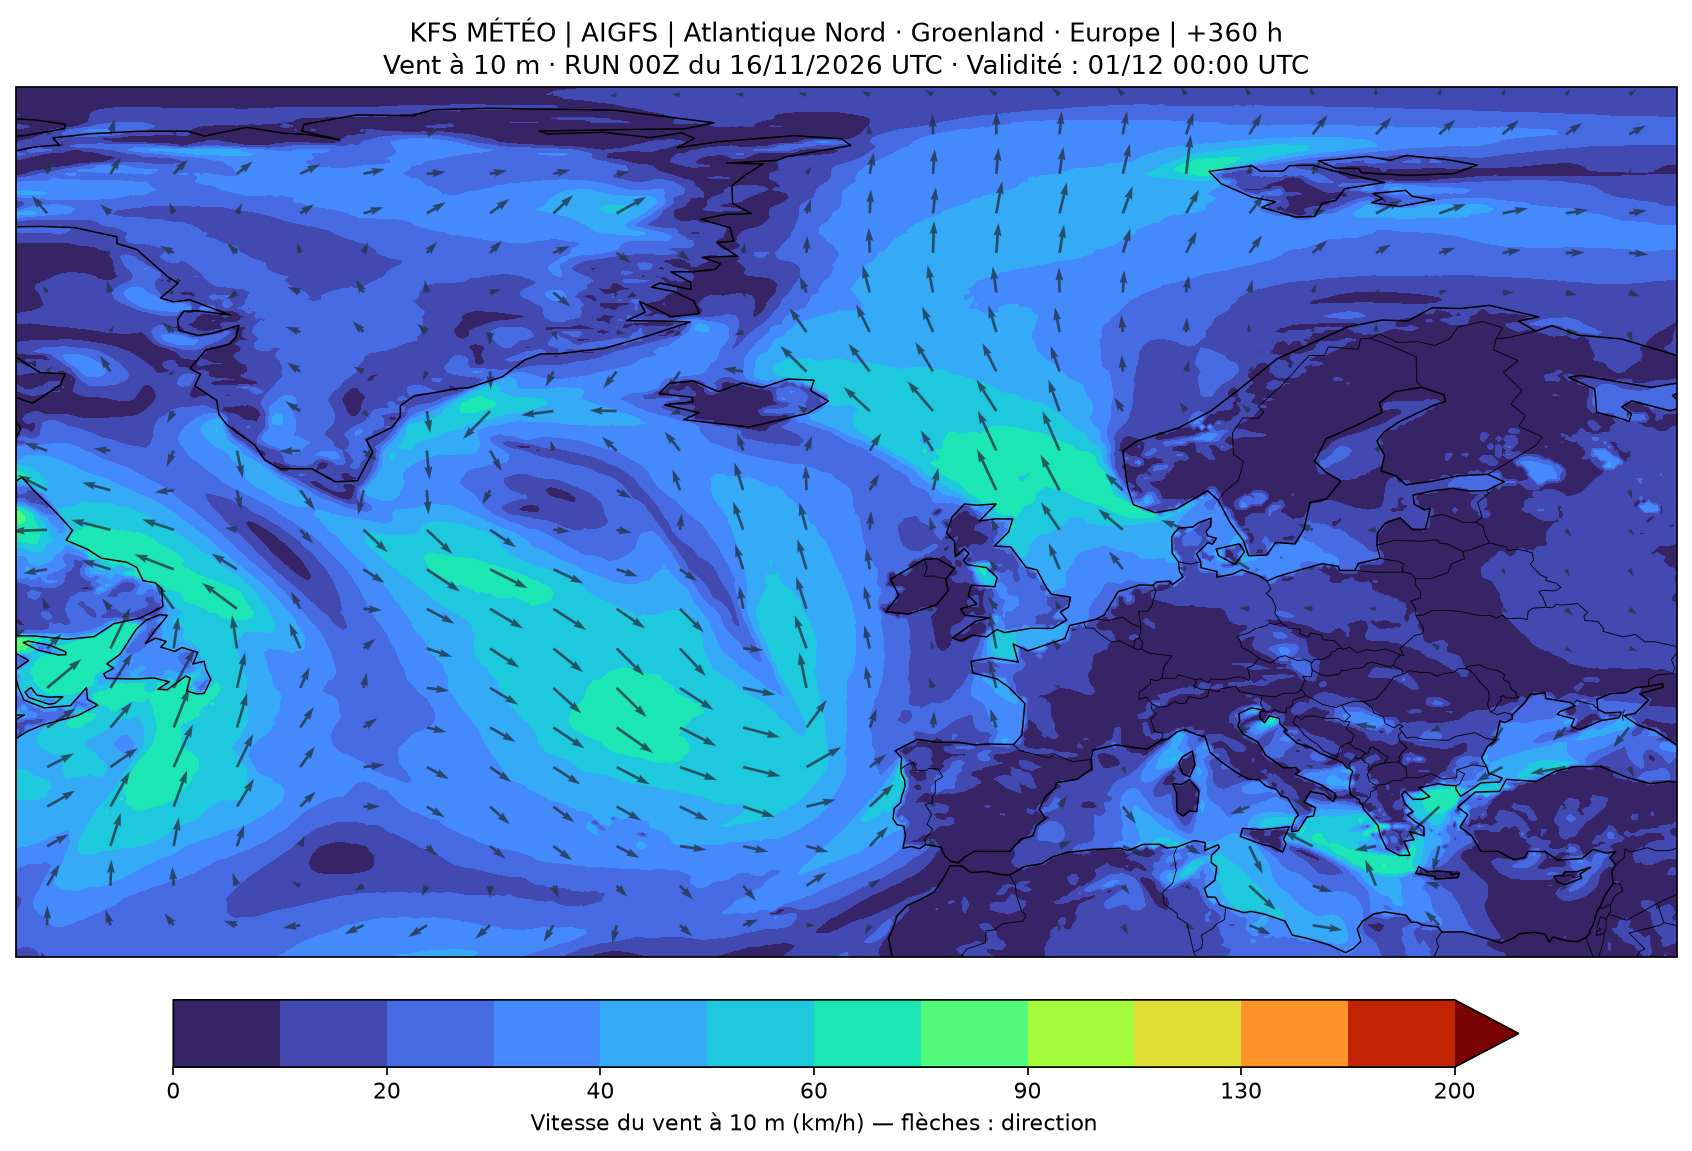 KFS MÉTÉO | AIGFS | Atlantique Nord · Groenland · Europe | +360 h
Vent à 10 m · RUN 00Z du 16/11/2026 UTC · Validité : 01/12 00:00 UTC
0 20 40 60 90 130 200
Vitesse du vent à 10 m (km/h) — flèches : direction